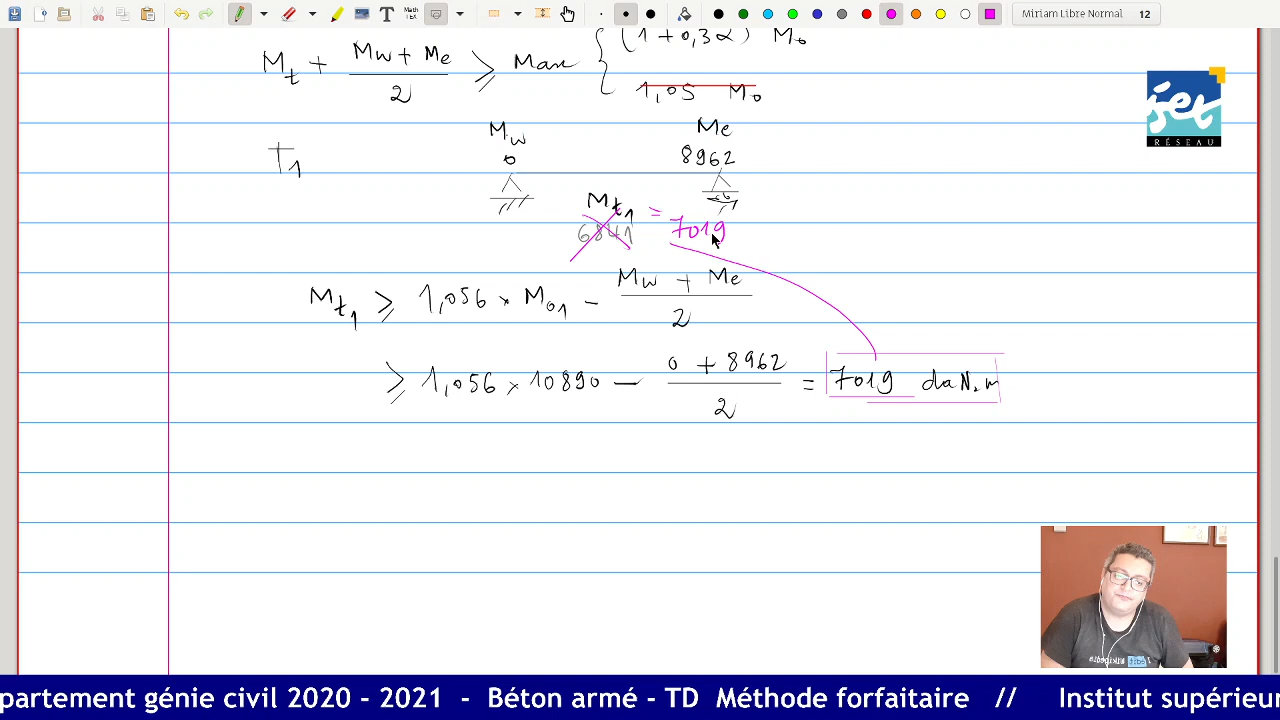 Miriam Libre Normal 12
(1 + 0,3 α) M₀
Mt + (Mw + Me) / 2 ⩾ Max {
1,05 M₀
Mw Me
T1 0 8962
Mt1 = 7019
6841
Mt1 ⩾ 1,056 × M01 - (Mw + Me) / 2
⩾ 1,056 × 10890 - (0 + 8962) / 2 = 7019 daN.m
iset
RÉSEAU
partement génie civil 2020 - 2021 - Béton armé - TD Méthode forfaitaire // Institut supérieur